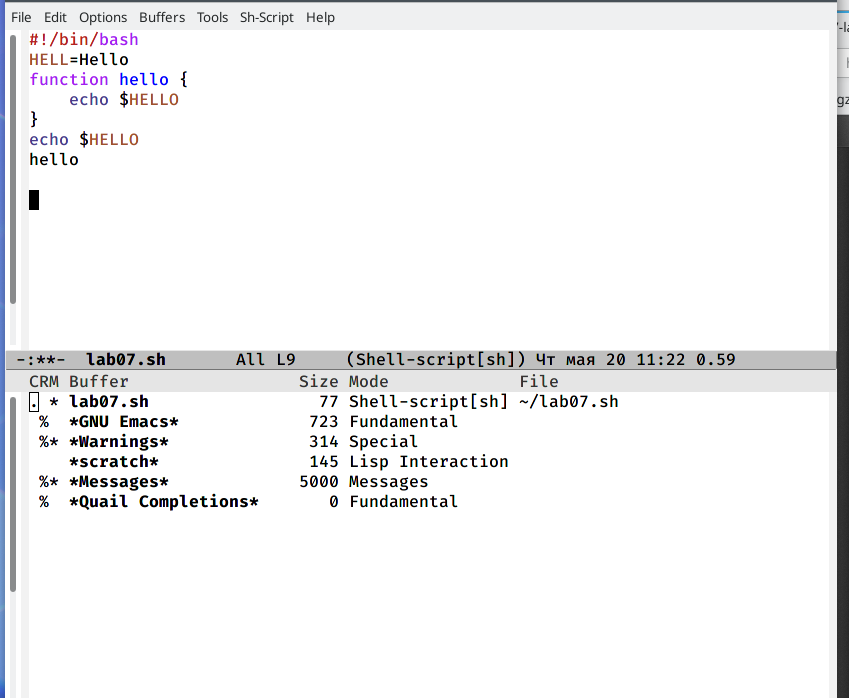 File Edit Options Buffers Tools Sh-Script Help
#!/bin/bash
HELL=Hello
function hello {
    echo $HELLO
}
echo $HELLO
hello
-:**-  lab07.sh       All L9     (Shell-script[sh]) Чт мая 20 11:22 0.59
CRM Buffer                 Size Mode             File
. * lab07.sh                 77 Shell-script[sh] ~/lab07.sh
 %  *GNU Emacs*             723 Fundamental
 %* *Warnings*              314 Special
    *scratch*               145 Lisp Interaction
 %* *Messages*             5000 Messages
 %  *Quail Completions*       0 Fundamental